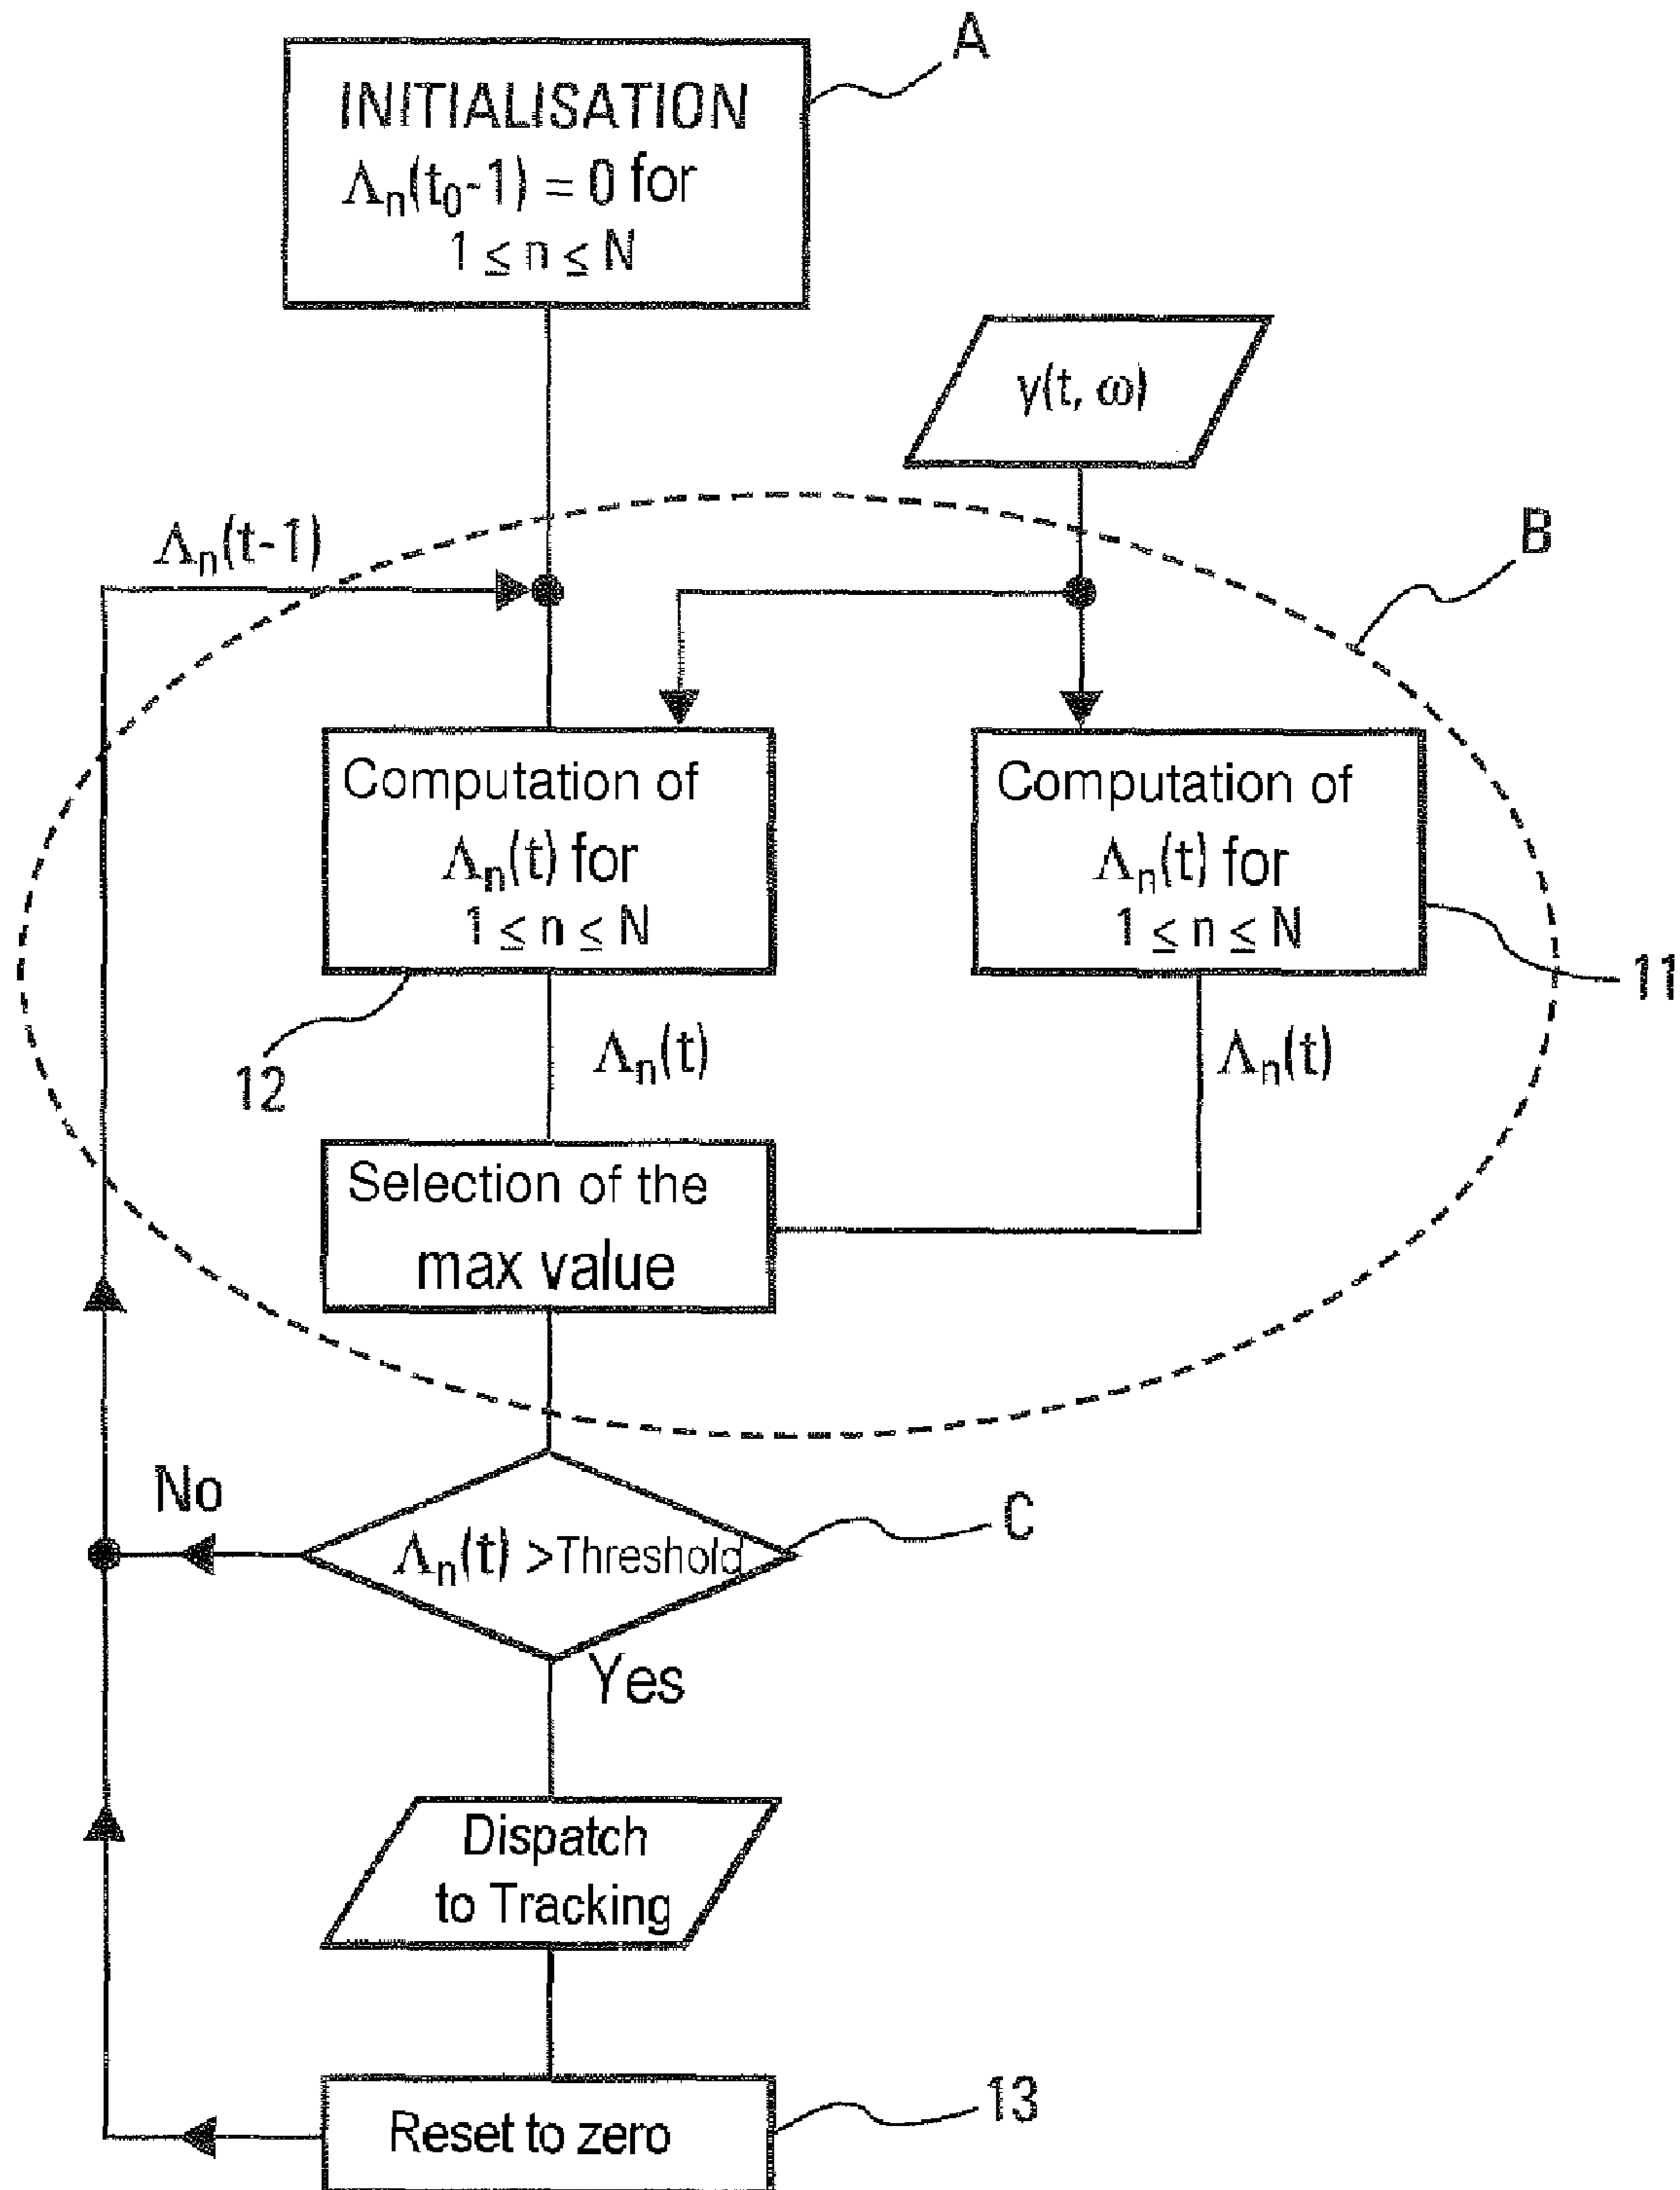 A
INITIALISATION
Λn(t0-1) = 0 for
1 ≤ n ≤ N
y(t, ω)
B
Λn(t-1)
Computation of
Λn(t) for
1 ≤ n ≤ N
Computation of
Λn(t) for
1 ≤ n ≤ N
11
12
Λn(t)
Λn(t)
Selection of the
max value
No
Λn(t) >Threshold
C
Yes
Dispatch
to Tracking
Reset to zero
13